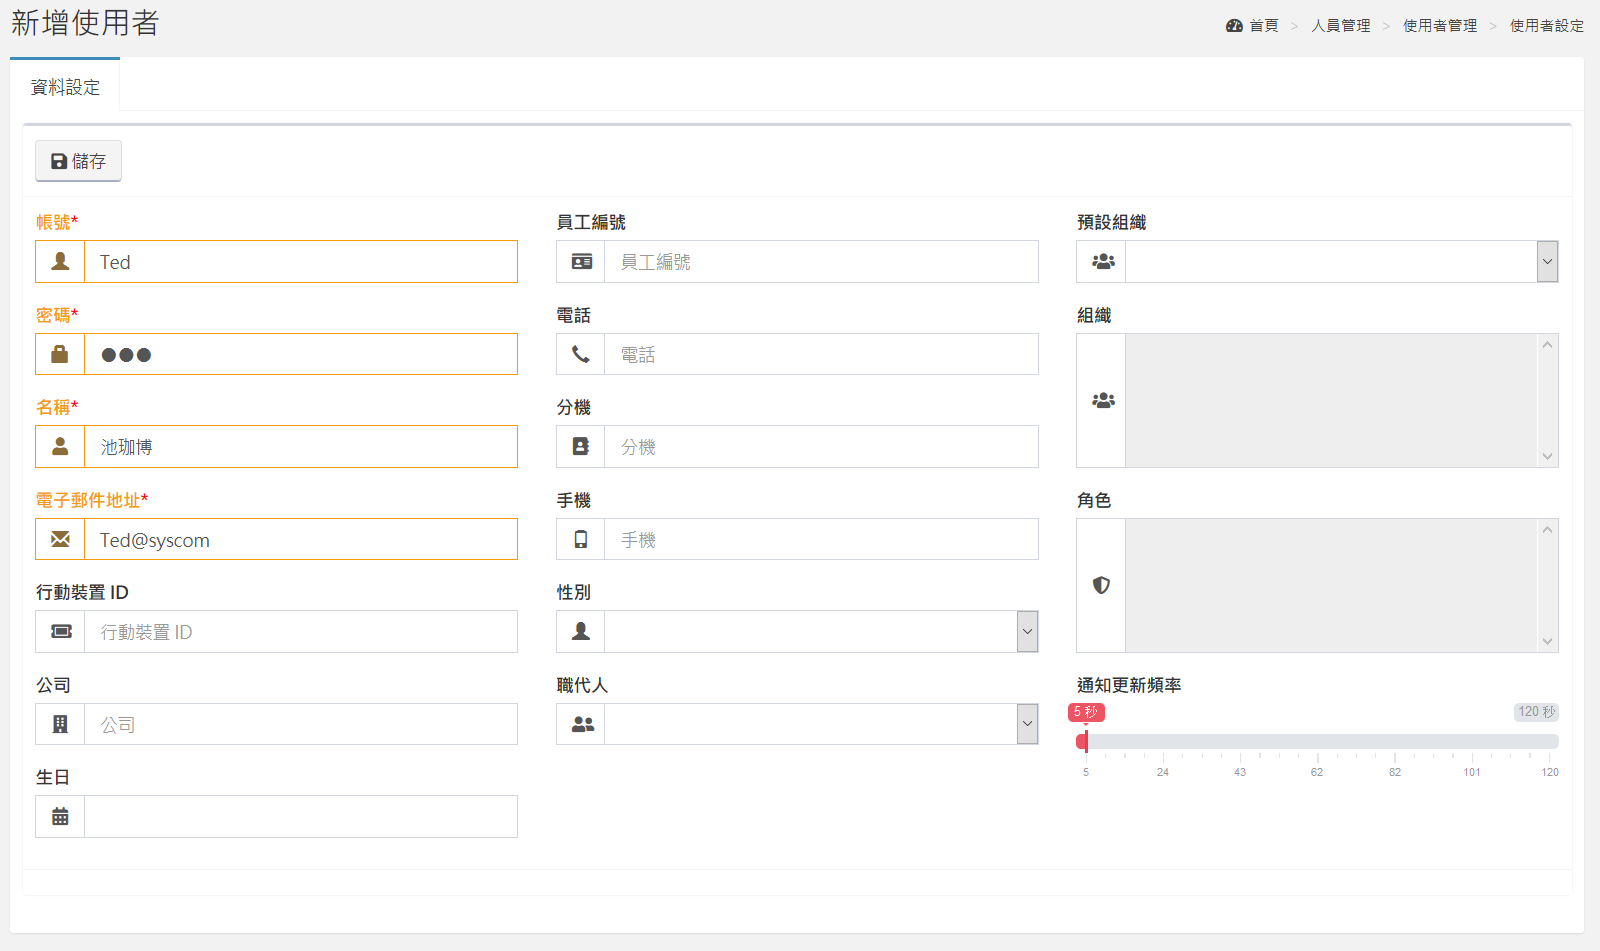 新增使用者
首頁 > 人員管理 > 使用者管理 > 使用者設定
資料設定
儲存
帳號*
Ted
密碼*
●●●
名稱*
池珈博
電子郵件地址*
Ted@syscom
行動裝置 ID
行動裝置 ID
公司
公司
生日
員工編號
員工編號
電話
電話
分機
分機
手機
手機
性別
職代人
預設組織
組織
角色
通知更新頻率
5 秒 120 秒
5 24 43 62 82 101 120